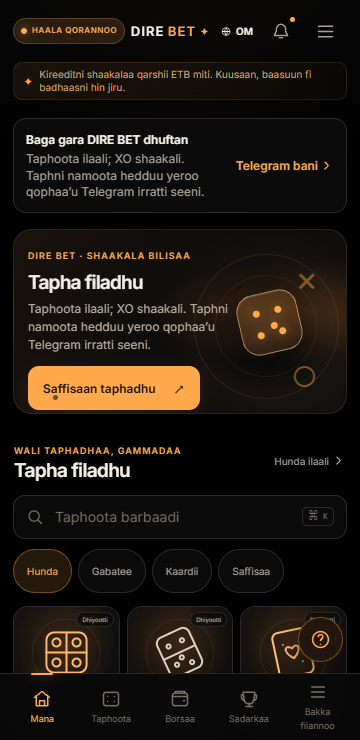 HAALA QORANNOO
DIRE BET
OM
Kireeditni shaakalaa qarshii ETB miti. Kuusaan, baasuun fi
badhaasni hin jiru.
Baga gara DIRE BET dhuftan
Taphoota ilaali; XO shaakali.
Taphni namoota hedduu yeroo
qophaa’u Telegram irratti seeni.
Telegram bani
DIRE BET · SHAAKALA BILISAA
Tapha filadhu
Taphoota ilaali; XO shaakali. Taphni
namoota hedduu yeroo qophaa’u
Telegram irratti seeni.
Saffisaan taphadhu ↗
WALI TAPHADHAA, GAMMADAA
Tapha filadhu
Hunda ilaali
Taphoota barbaadi
⌘ K
Hunda
Gabatee
Kaardii
Saffisaa
Dhiyootti
Dhiyootti
Mana
Taphoota
Borsaa
Sadarkaa
Bakka
filannoo